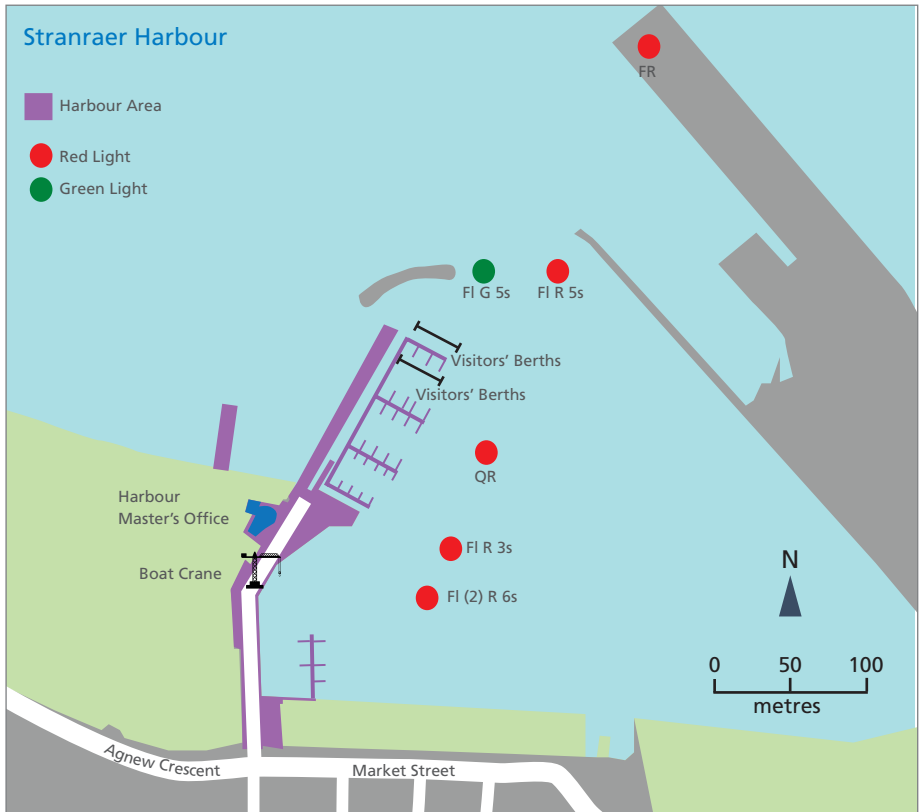 Stranraer Harbour
Harbour Area
Red Light
Green Light
FR
Fl G 5s
Fl R 5s
Visitors' Berths
Visitors' Berths
QR
Harbour
Master's Office
Fl R 3s
Boat Crane
Fl (2) R 6s
N
0 50 100
metres
Agnew Crescent
Market Street